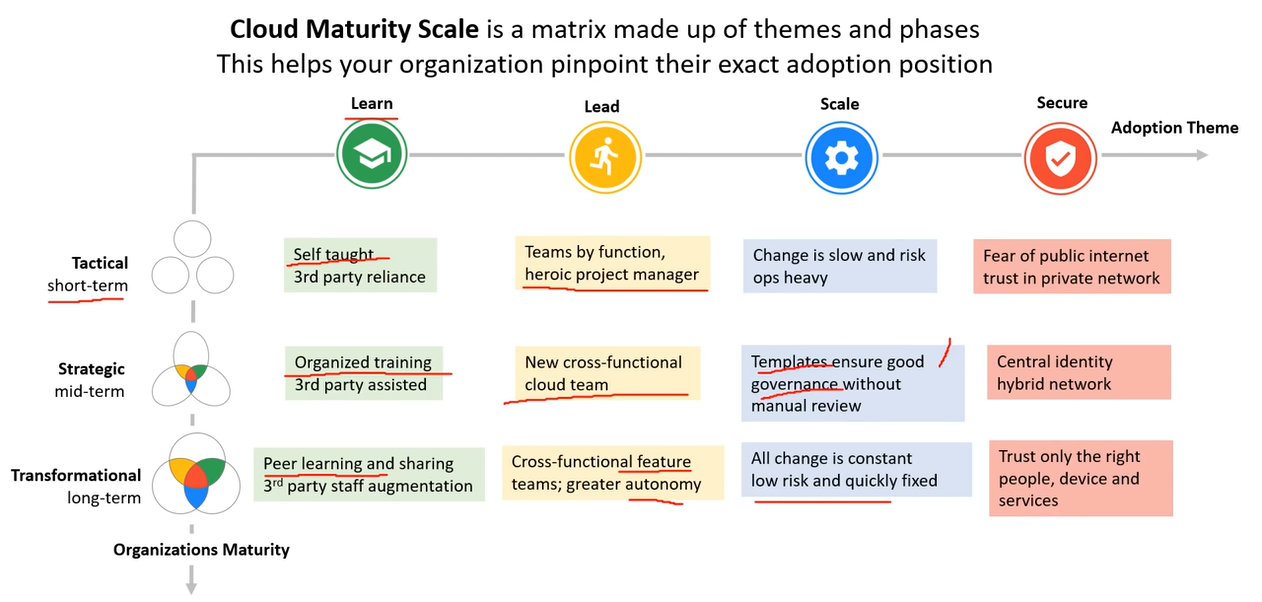 Cloud Maturity Scale is a matrix made up of themes and phases
This helps your organization pinpoint their exact adoption position
Learn
Lead
Scale
Secure
Adoption Theme
Tactical
short-term
Self taught
3rd party reliance
Teams by function,
heroic project manager
Change is slow and risk
ops heavy
Fear of public internet
trust in private network
Strategic
mid-term
Organized training
3rd party assisted
New cross-functional
cloud team
Templates ensure good
governance without
manual review
Central identity
hybrid network
Transformational
long-term
Peer learning and sharing
3rd party staff augmentation
Cross-functional feature
teams; greater autonomy
All change is constant
low risk and quickly fixed
Trust only the right
people, device and
services
Organizations Maturity